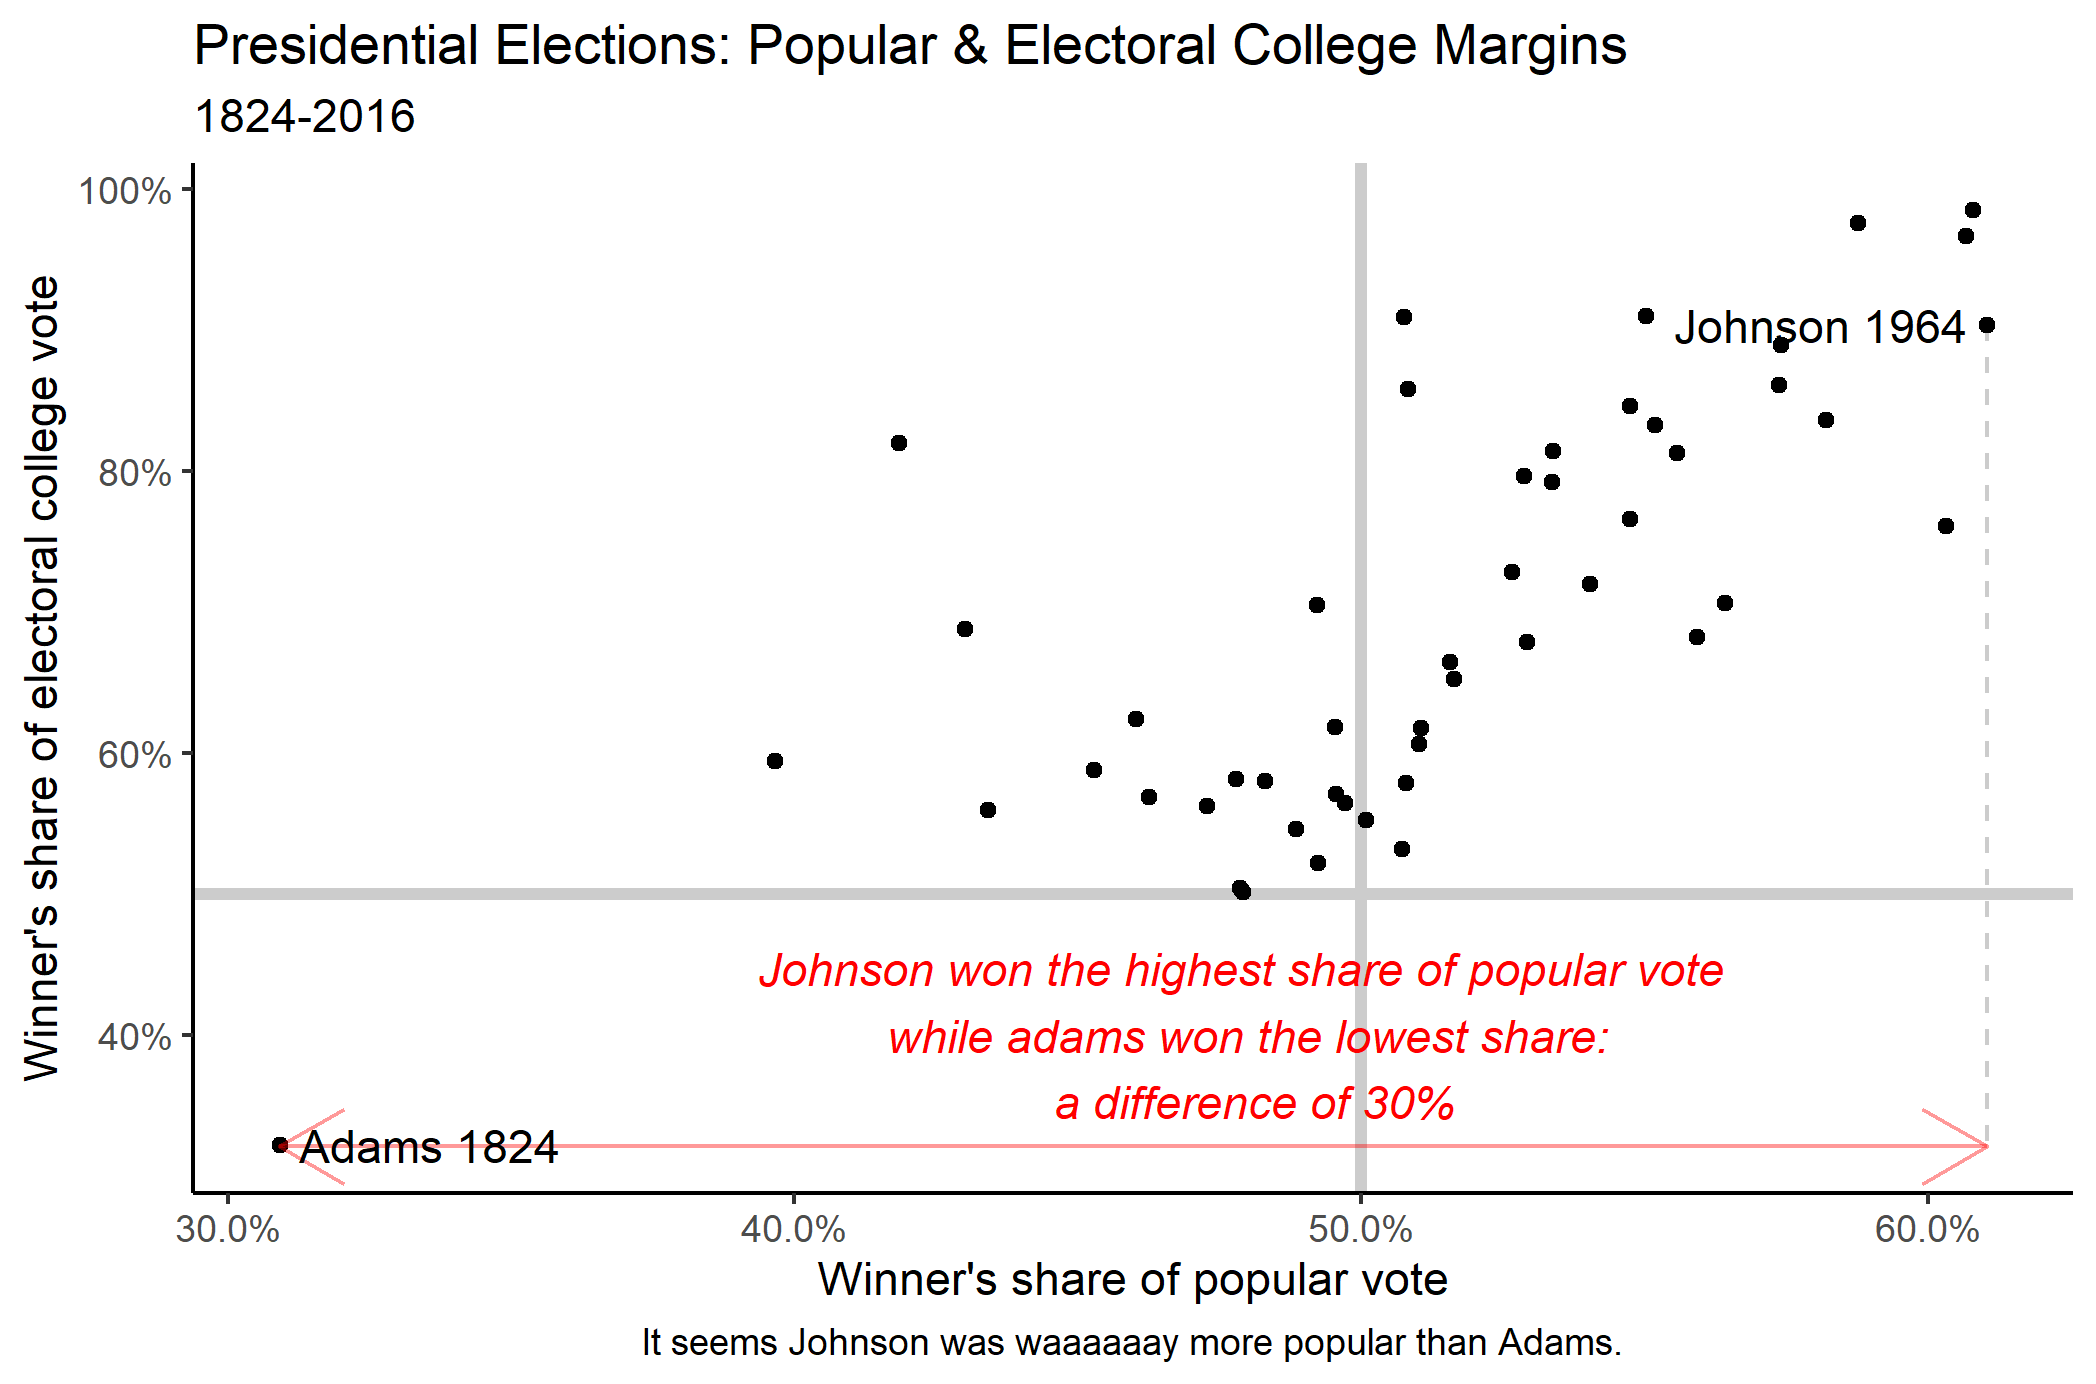 Presidential Elections: Popular & Electoral College Margins
1824-2016
Winner's share of electoral college vote
100%
80%
60%
40%
Johnson 1964
Johnson won the highest share of popular vote
while adams won the lowest share:
a difference of 30%
Adams 1824
30.0%
40.0%
50.0%
60.0%
Winner's share of popular vote
It seems Johnson was waaaaaay more popular than Adams.